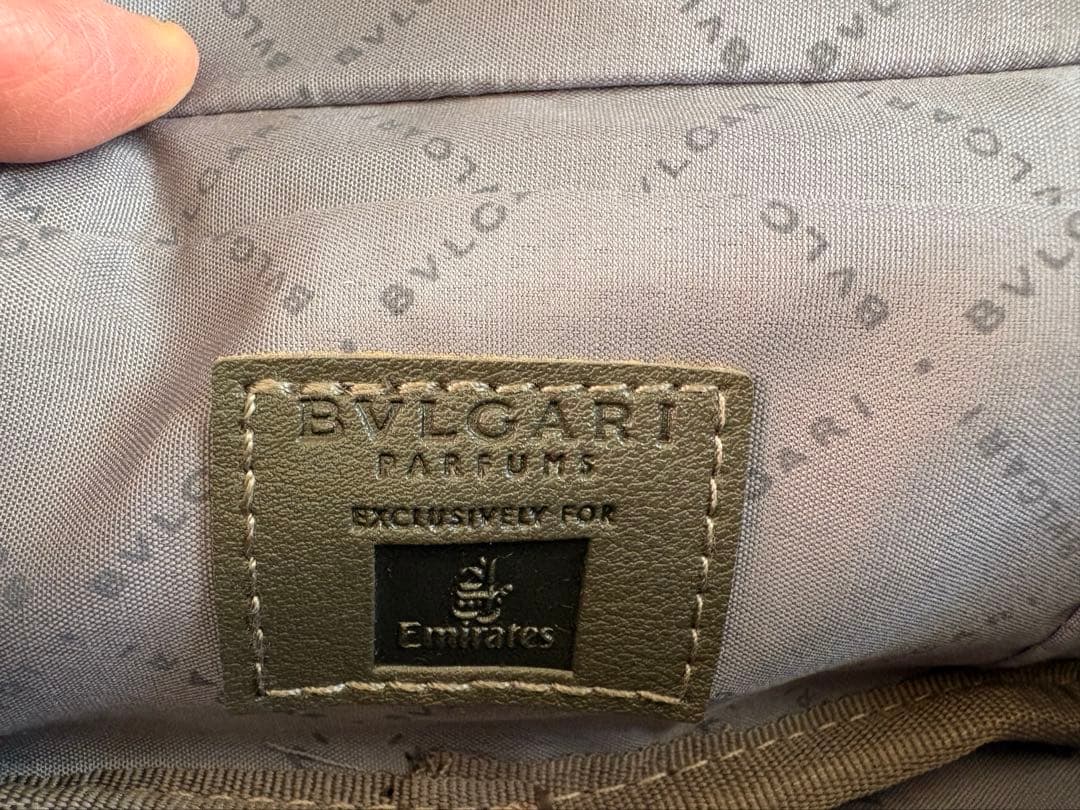 BVLGARI
PARFUMS
EXCLUSIVELY FOR
Emirates